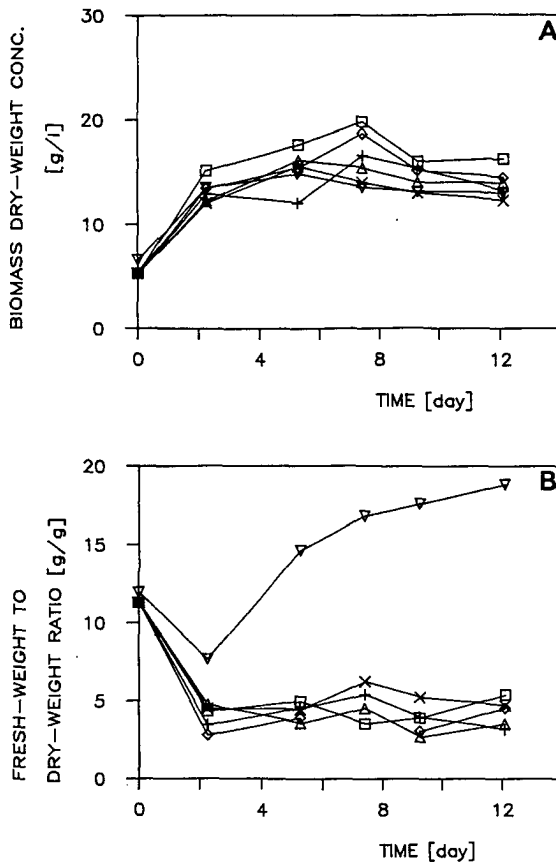 A
BIOMASS DRY-WEIGHT CONC.
[g/l]
30
20
10
0
0
4
8
12
TIME [day]
B
FRESH-WEIGHT TO
DRY-WEIGHT RATIO [g/g]
20
15
10
5
0
0
4
8
12
TIME [day]